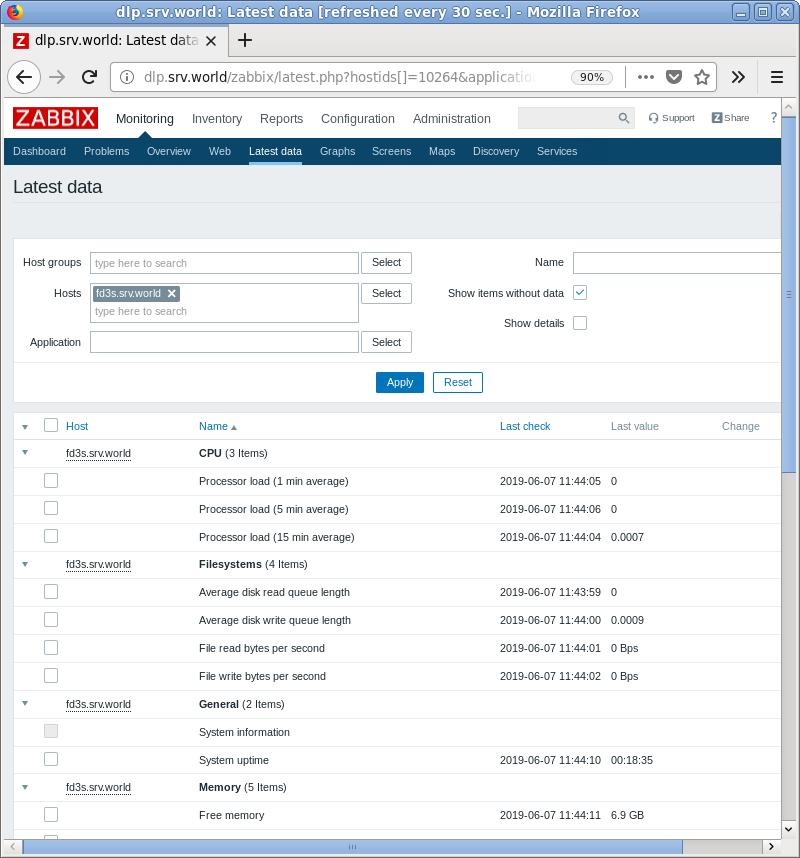 dlp.srv.world: Latest data [refreshed every 30 sec.] - Mozilla Firefox
Z dlp.srv.world: Latest data
dlp.srv.world/zabbix/latest.php?hostids[]=10264&application 90%
ZABBIX Monitoring Inventory Reports Configuration Administration Support Z Share ?
Dashboard Problems Overview Web Latest data Graphs Screens Maps Discovery Services
Latest data
Host groups type here to search Select Name
Hosts fd3s.srv.world Select Show items without data
type here to search
Show details
Application Select
Apply Reset
Host Name Last check Last value Change
fd3s.srv.world CPU (3 Items)
Processor load (1 min average) 2019-06-07 11:44:05 0
Processor load (5 min average) 2019-06-07 11:44:06 0
Processor load (15 min average) 2019-06-07 11:44:04 0.0007
fd3s.srv.world Filesystems (4 Items)
Average disk read queue length 2019-06-07 11:43:59 0
Average disk write queue length 2019-06-07 11:44:00 0.0009
File read bytes per second 2019-06-07 11:44:01 0 Bps
File write bytes per second 2019-06-07 11:44:02 0 Bps
fd3s.srv.world General (2 Items)
System information
System uptime 2019-06-07 11:44:10 00:18:35
fd3s.srv.world Memory (5 Items)
Free memory 2019-06-07 11:44:11 6.9 GB